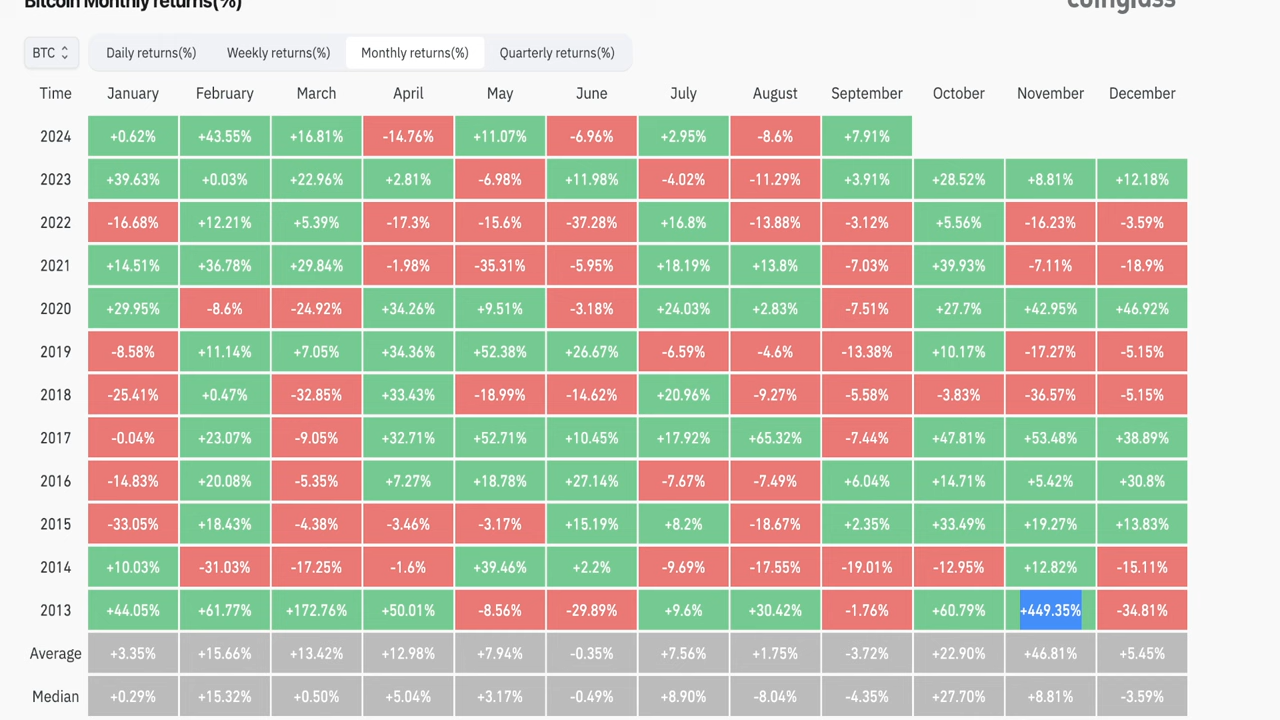 Bitcoin Monthly returns(%)
coinglass
BTC Daily returns(%) Weekly returns(%) Monthly returns(%) Quarterly returns(%)
Time January February March April May June July August September October November December
2024 +0.62% +43.55% +16.81% -14.76% +11.07% -6.96% +2.95% -8.6% +7.91%
2023 +39.63% +0.03% +22.96% +2.81% -6.98% +11.98% -4.02% -11.29% +3.91% +28.52% +8.81% +12.18%
2022 -16.68% +12.21% +5.39% -17.3% -15.6% -37.28% +16.8% -13.88% -3.12% +5.56% -16.23% -3.59%
2021 +14.51% +36.78% +29.84% -1.98% -35.31% -5.95% +18.19% +13.8% -7.03% +39.93% -7.11% -18.9%
2020 +29.95% -8.6% -24.92% +34.26% +9.51% -3.18% +24.03% +2.83% -7.51% +27.7% +42.95% +46.92%
2019 -8.58% +11.14% +7.05% +34.36% +52.38% +26.67% -6.59% -4.6% -13.38% +10.17% -17.27% -5.15%
2018 -25.41% +0.47% -32.85% +33.43% -18.99% -14.62% +20.96% -9.27% -5.58% -3.83% -36.57% -5.15%
2017 -0.04% +23.07% -9.05% +32.71% +52.71% +10.45% +17.92% +65.32% -7.44% +47.81% +53.48% +38.89%
2016 -14.83% +20.08% -5.35% +7.27% +18.78% +27.14% -7.67% -7.49% +6.04% +14.71% +5.42% +30.8%
2015 -33.05% +18.43% -4.38% -3.46% -3.17% +15.19% +8.2% -18.67% +2.35% +33.49% +19.27% +13.83%
2014 +10.03% -31.03% -17.25% -1.6% +39.46% +2.2% -9.69% -17.55% -19.01% -12.95% +12.82% -15.11%
2013 +44.05% +61.77% +172.76% +50.01% -8.56% -29.89% +9.6% +30.42% -1.76% +60.79% +449.35% -34.81%
Average +3.35% +15.66% +13.42% +12.98% +7.94% -0.35% +7.56% +1.75% -3.72% +22.90% +46.81% +5.45%
Median +0.29% +15.32% +0.50% +5.04% +3.17% -0.49% +8.90% -8.04% -4.35% +27.70% +8.81% -3.59%